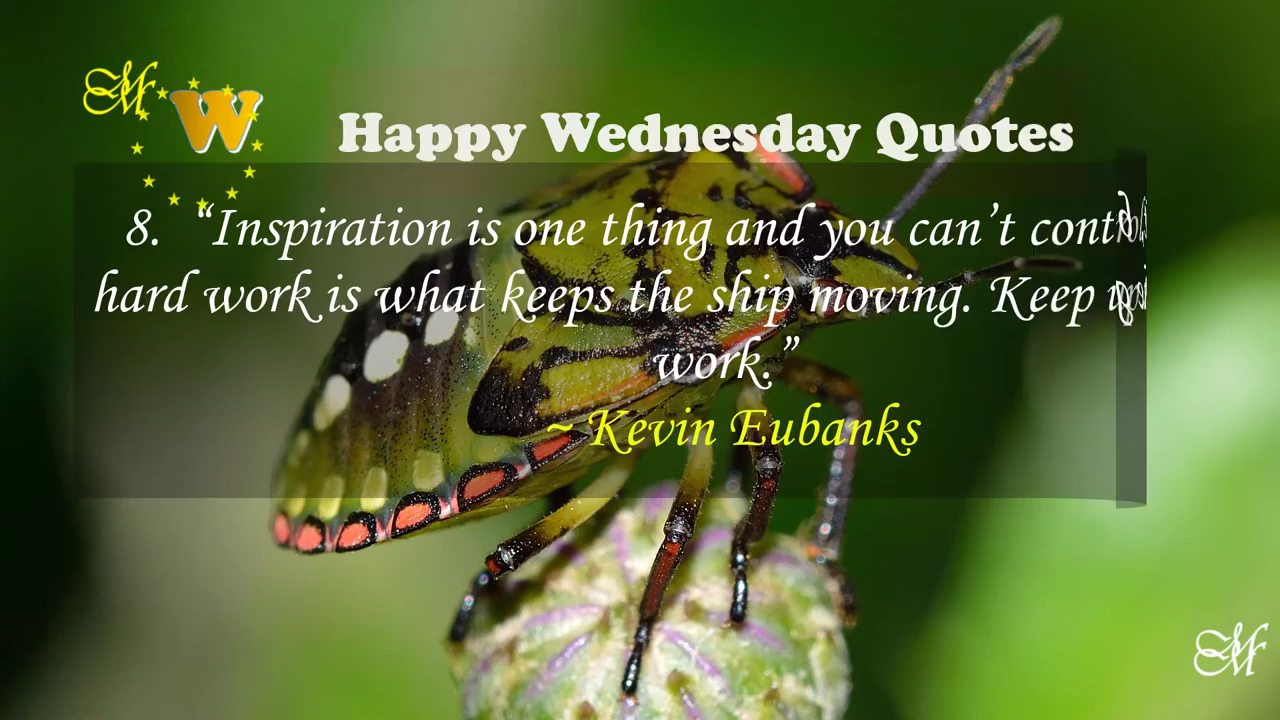 M
W
Happy Wednesday Quotes
8. “Inspiration is one thing and you can’t
hard work is what keeps the ship moving. Keep
work.”
~ Kevin Eubanks
M